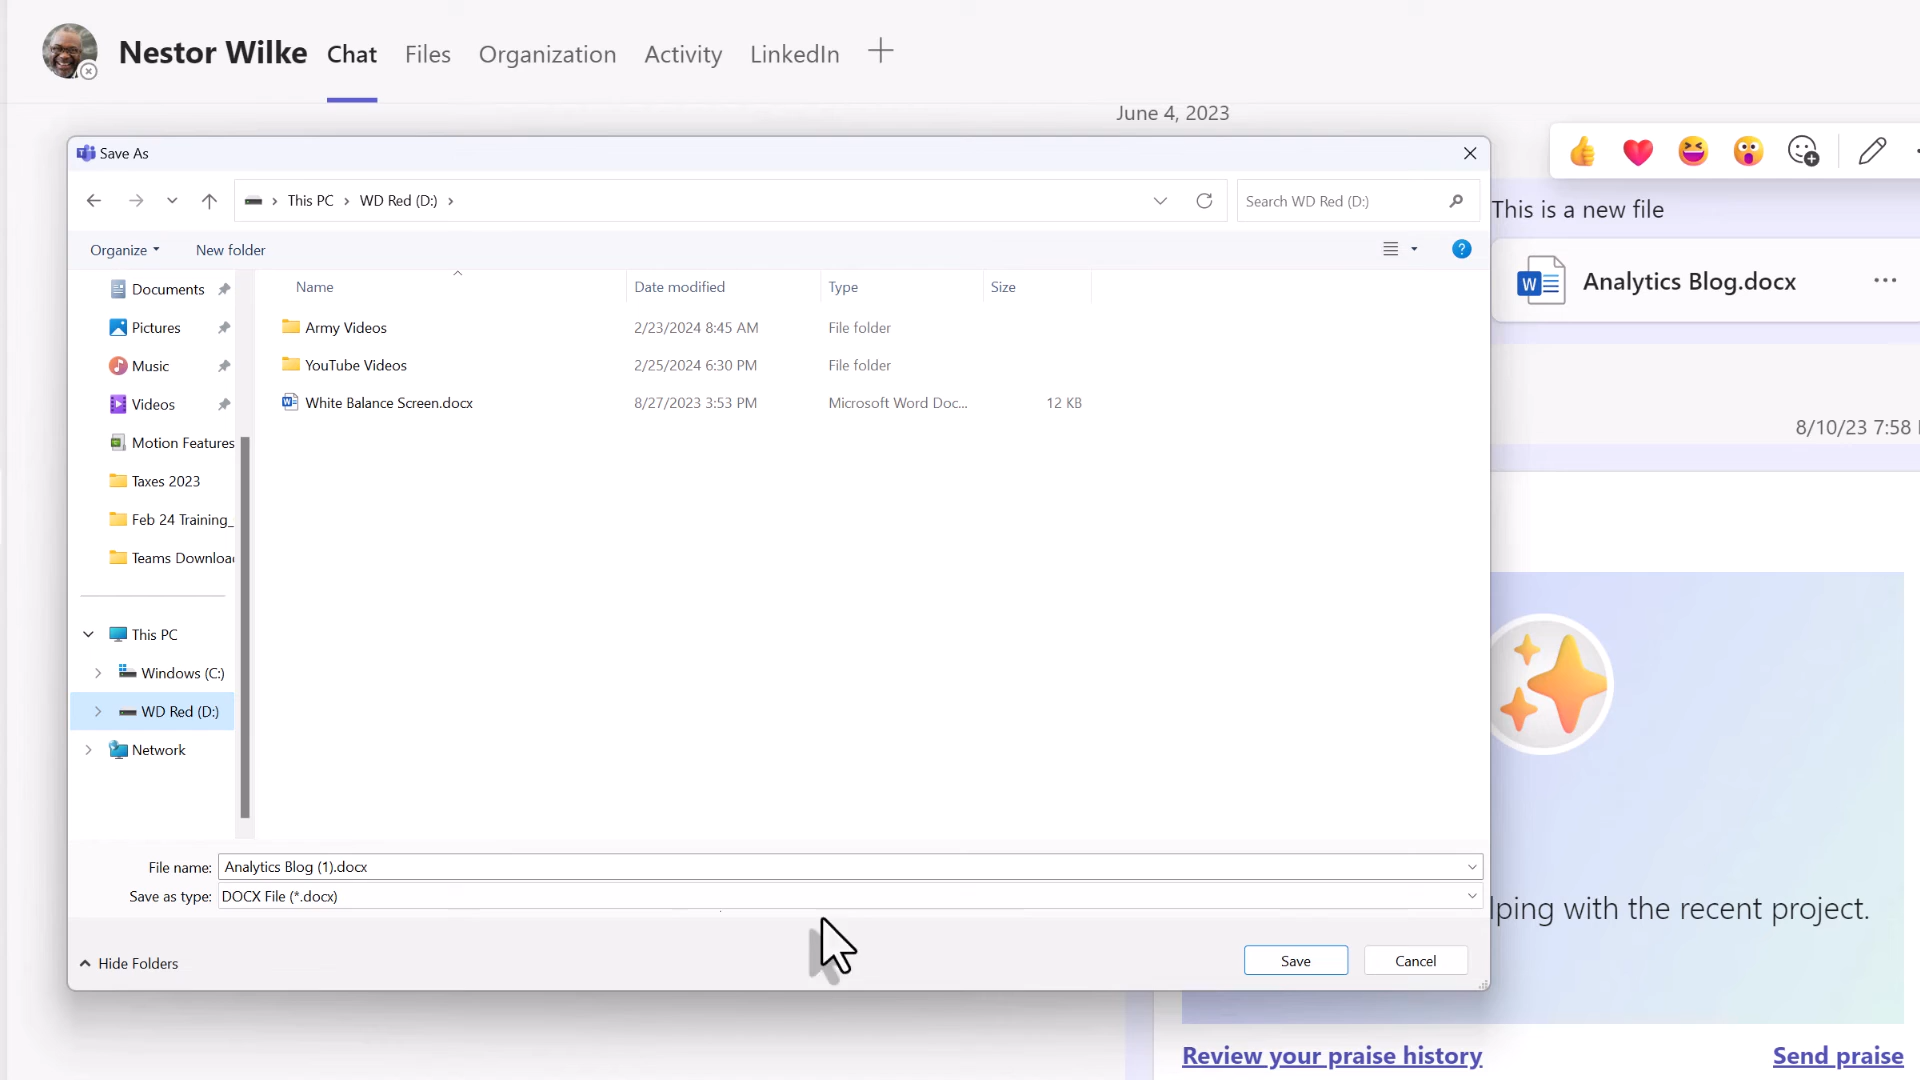 Nestor Wilke Chat Files Organization Activity LinkedIn
June 4, 2023
Save As
This PC > WD Red (D:) >
Search WD Red (D:)
This is a new file
Organize New folder
Analytics Blog.docx
Name Date modified Type Size
Documents
Pictures
Music
Videos
Motion Features
Taxes 2023
Feb 24 Training_
Teams Downloa
Army Videos 2/23/2024 8:45 AM File folder
YouTube Videos 2/25/2024 6:30 PM File folder
White Balance Screen.docx 8/27/2023 3:53 PM Microsoft Word Doc... 12 KB
8/10/23 7:58
This PC
Windows (C:)
WD Red (D:)
Network
File name: Analytics Blog (1).docx
Save as type: DOCX File (*.docx)
lping with the recent project.
Hide Folders
Save Cancel
Review your praise history Send praise